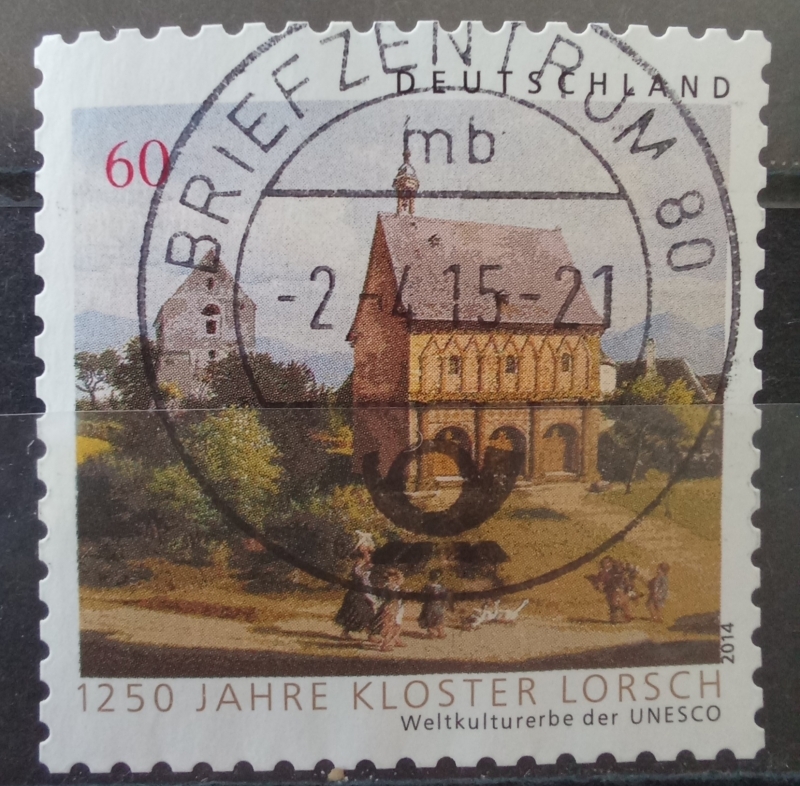 BRIEFZENTRUM 80
DEUTSCHLAND
mb
60
-2.-4.15-21
1250 JAHRE KLOSTER LORSCH
Weltkulturerbe der UNESCO
2014